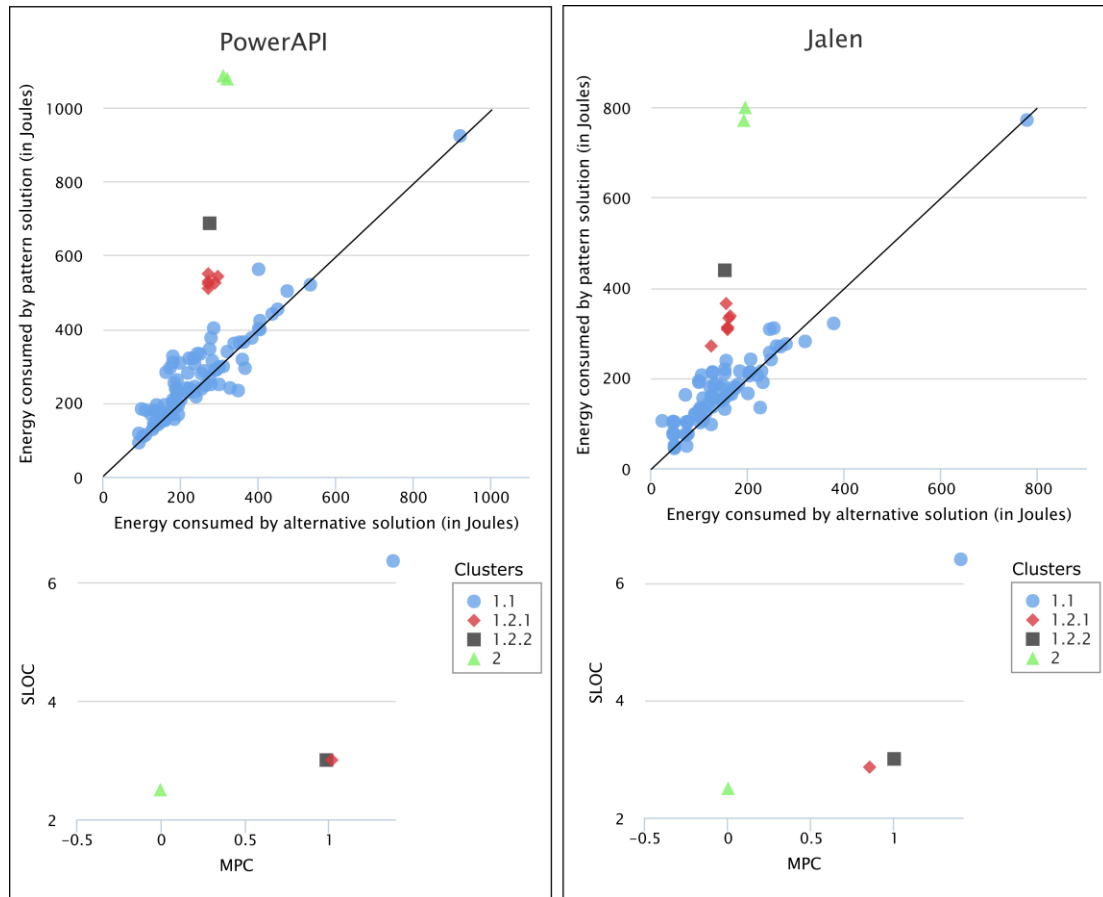 PowerAPI
Energy consumed by pattern solution (in Joules)
1000
800
600
400
200
0
0 200 400 600 800 1000
Energy consumed by alternative solution (in Joules)
SLOC
6
4
2
−0.5 0 0.5 1
MPC
Clusters
1.1
1.2.1
1.2.2
2
Jalen
Energy consumed by pattern solution (in Joules)
800
600
400
200
0
0 200 400 600 800
Energy consumed by alternative solution (in Joules)
SLOC
6
4
2
−0.5 0 0.5 1
MPC
Clusters
1.1
1.2.1
1.2.2
2